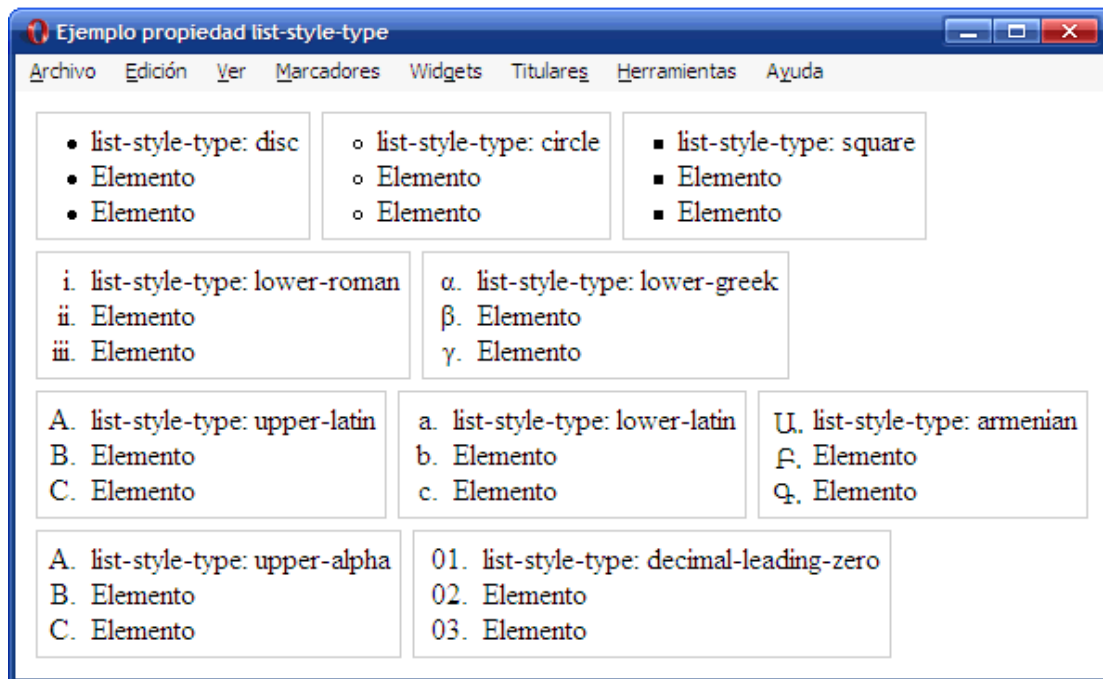 Ejemplo propiedad list-style-type
Archivo Edición Ver Marcadores Widgets Titulares Herramientas Ayuda
• list-style-type: disc
• Elemento
• Elemento
◦ list-style-type: circle
◦ Elemento
◦ Elemento
▪ list-style-type: square
▪ Elemento
▪ Elemento
i. list-style-type: lower-roman
ii. Elemento
iii. Elemento
α. list-style-type: lower-greek
β. Elemento
γ. Elemento
A. list-style-type: upper-latin
B. Elemento
C. Elemento
a. list-style-type: lower-latin
b. Elemento
c. Elemento
Ա. list-style-type: armenian
Բ. Elemento
Գ. Elemento
A. list-style-type: upper-alpha
B. Elemento
C. Elemento
01. list-style-type: decimal-leading-zero
02. Elemento
03. Elemento